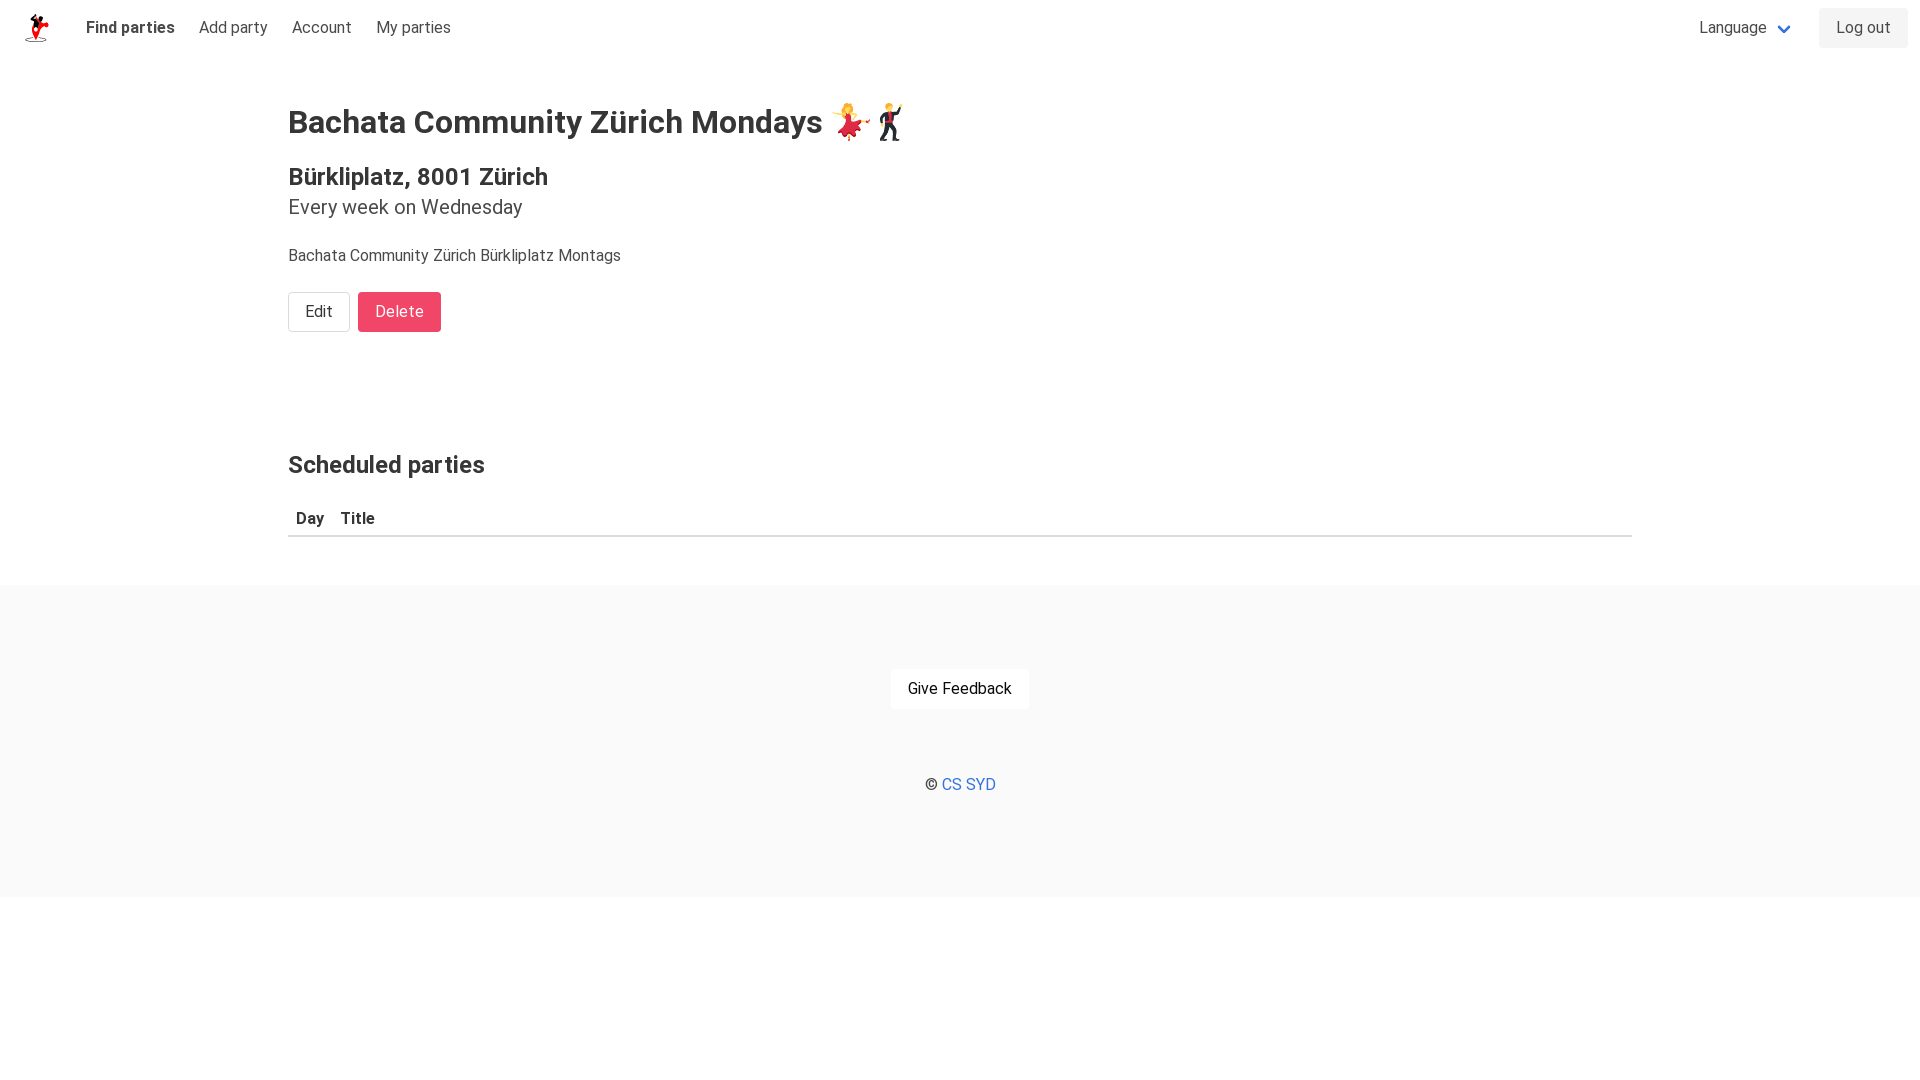 Find parties
Add party
Account
My parties
Language
Log out
Bachata Community Zürich Mondays 💃🕺
Bürkliplatz, 8001 Zürich
Every week on Wednesday
Bachata Community Zürich Bürkliplatz Montags
Edit
Delete
Scheduled parties
Day Title
Give Feedback
© CS SYD